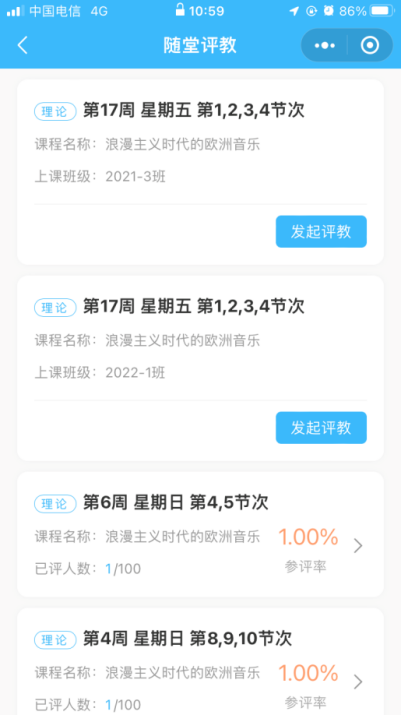 中国电信 4G 10:59 86%
随堂评教
理论 第17周 星期五 第1,2,3,4节次
课程名称：浪漫主义时代的欧洲音乐
上课班级：2021-3班
发起评教
理论 第17周 星期五 第1,2,3,4节次
课程名称：浪漫主义时代的欧洲音乐
上课班级：2022-1班
发起评教
理论 第6周 星期日 第4,5节次
课程名称：浪漫主义时代的欧洲音乐
1.00%
已评人数：1/100
参评率
理论 第4周 星期日 第8,9,10节次
课程名称：浪漫主义时代的欧洲音乐
1.00%
已评人数：1/100
参评率